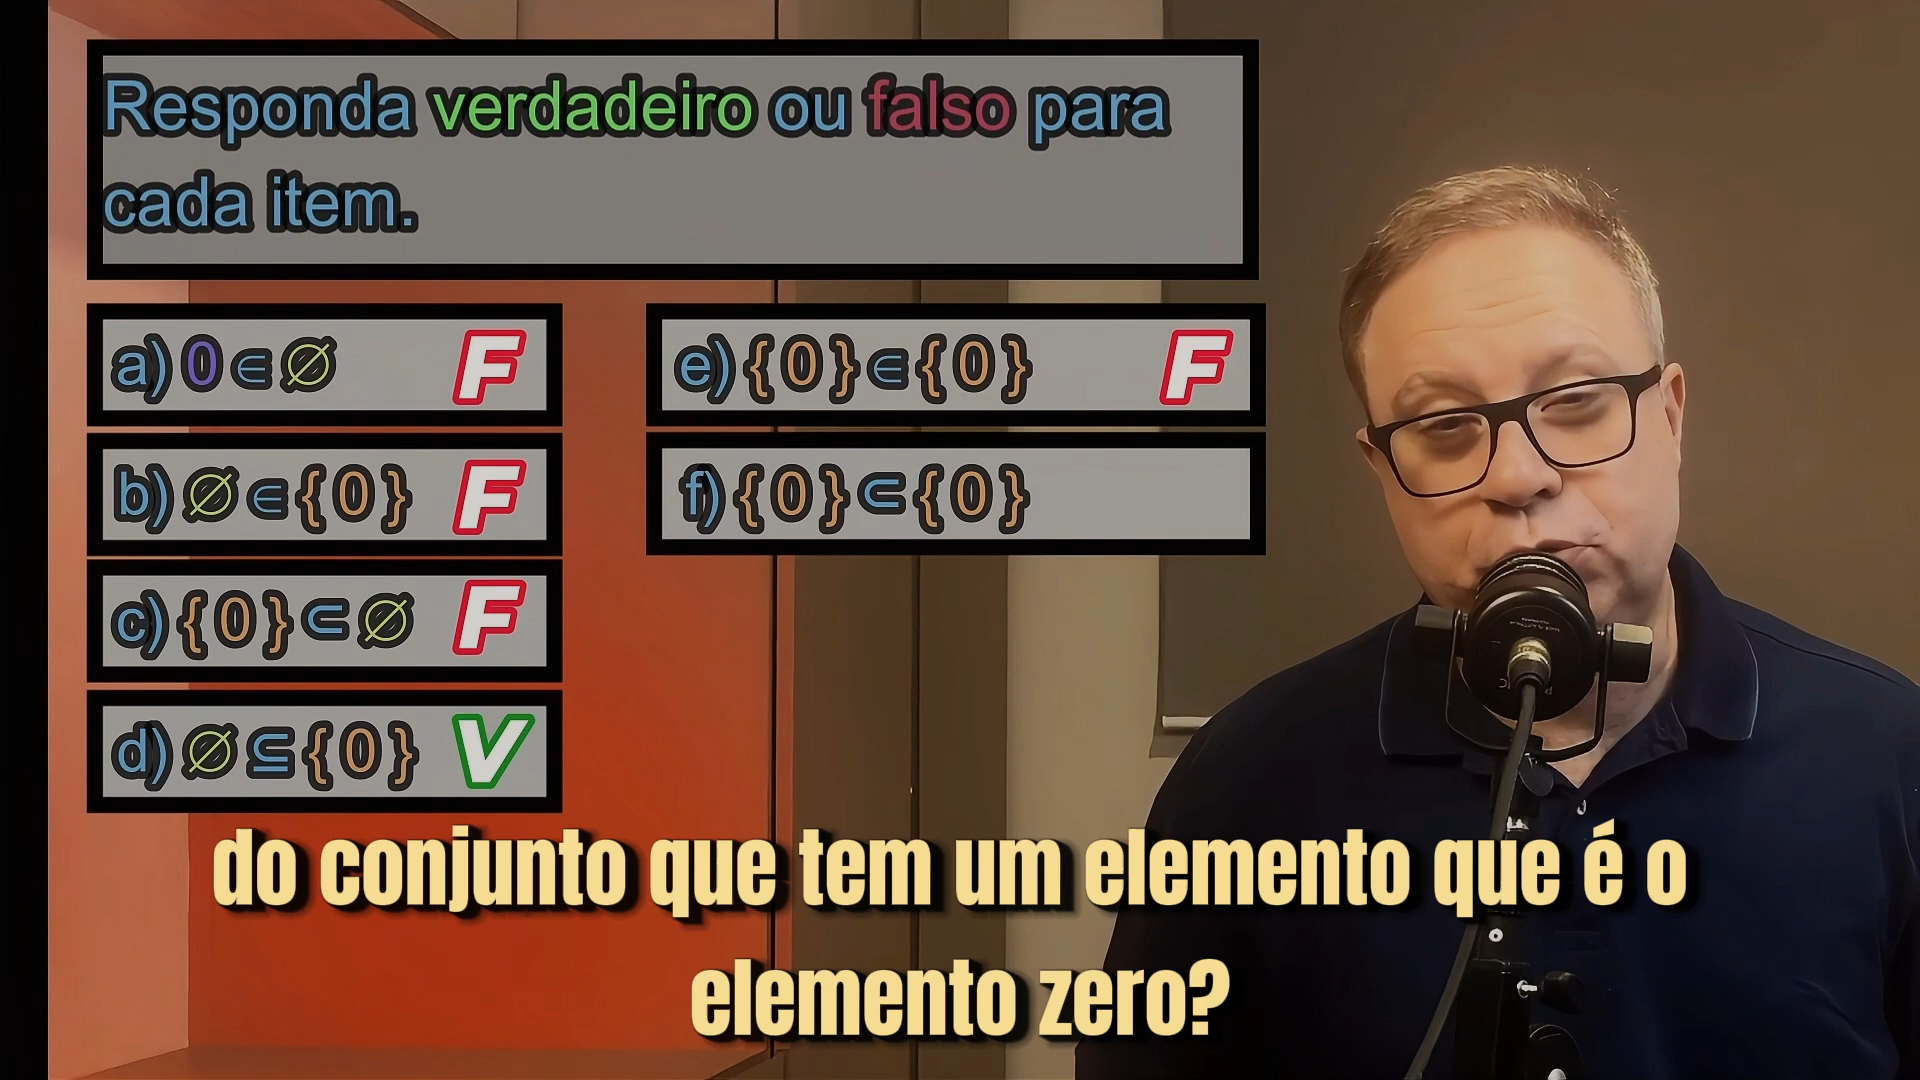 Responda verdadeiro ou falso para
cada item.
a) 0 ∈ ∅ F
b) ∅ ∈ { 0 } F
c) { 0 } ⊂ ∅ F
d) ∅ ⊆ { 0 } V
e) { 0 } ∈ { 0 } F
f) { 0 } ⊂ { 0 }
do conjunto que tem um elemento que é o
elemento zero?